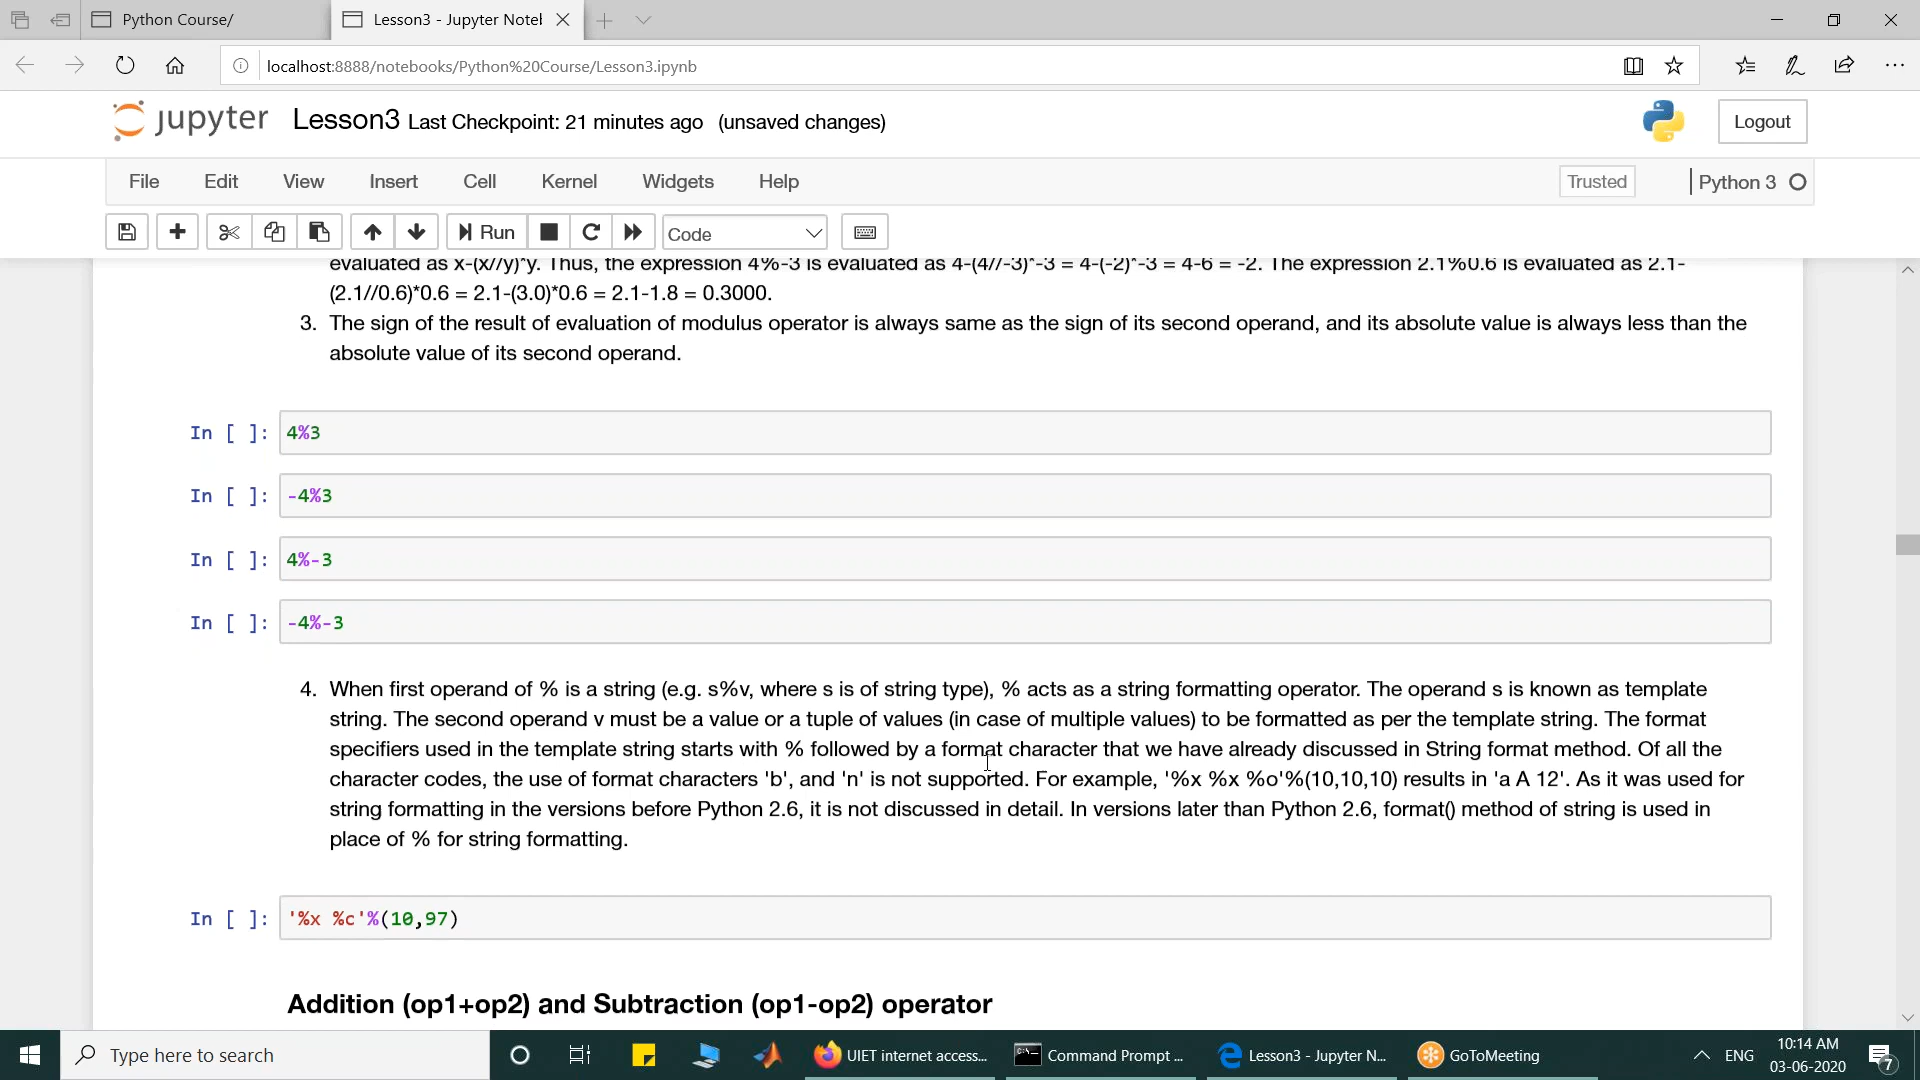 Python Course/
Lesson3 - Jupyter Notel
localhost:8888/notebooks/Python%20Course/Lesson3.ipynb
jupyter Lesson3 Last Checkpoint: 21 minutes ago (unsaved changes)
Logout
File Edit View Insert Cell Kernel Widgets Help
Trusted
Python 3
Run
Code
evaluated as x-(x//y)*y. Thus, the expression 4%-3 is evaluated as 4-(4//-3)*-3 = 4-(-2)*-3 = 4-6 = -2. The expression 2.1%0.6 is evaluated as 2.1-
(2.1//0.6)*0.6 = 2.1-(3.0)*0.6 = 2.1-1.8 = 0.3000.
3. The sign of the result of evaluation of modulus operator is always same as the sign of its second operand, and its absolute value is always less than the
absolute value of its second operand.
In [ ]: 4%3
In [ ]: -4%3
In [ ]: 4%-3
In [ ]: -4%-3
4. When first operand of % is a string (e.g. s%v, where s is of string type), % acts as a string formatting operator. The operand s is known as template
string. The second operand v must be a value or a tuple of values (in case of multiple values) to be formatted as per the template string. The format
specifiers used in the template string starts with % followed by a format character that we have already discussed in String format method. Of all the
character codes, the use of format characters 'b', and 'n' is not supported. For example, '%x %x %o'%(10,10,10) results in 'a A 12'. As it was used for
string formatting in the versions before Python 2.6, it is not discussed in detail. In versions later than Python 2.6, format() method of string is used in
place of % for string formatting.
In [ ]: '%x %c'%(10,97)
Addition (op1+op2) and Subtraction (op1-op2) operator
Type here to search
UIET internet access...
Command Prompt ...
Lesson3 - Jupyter N...
GoToMeeting
ENG
10:14 AM
03-06-2020
7